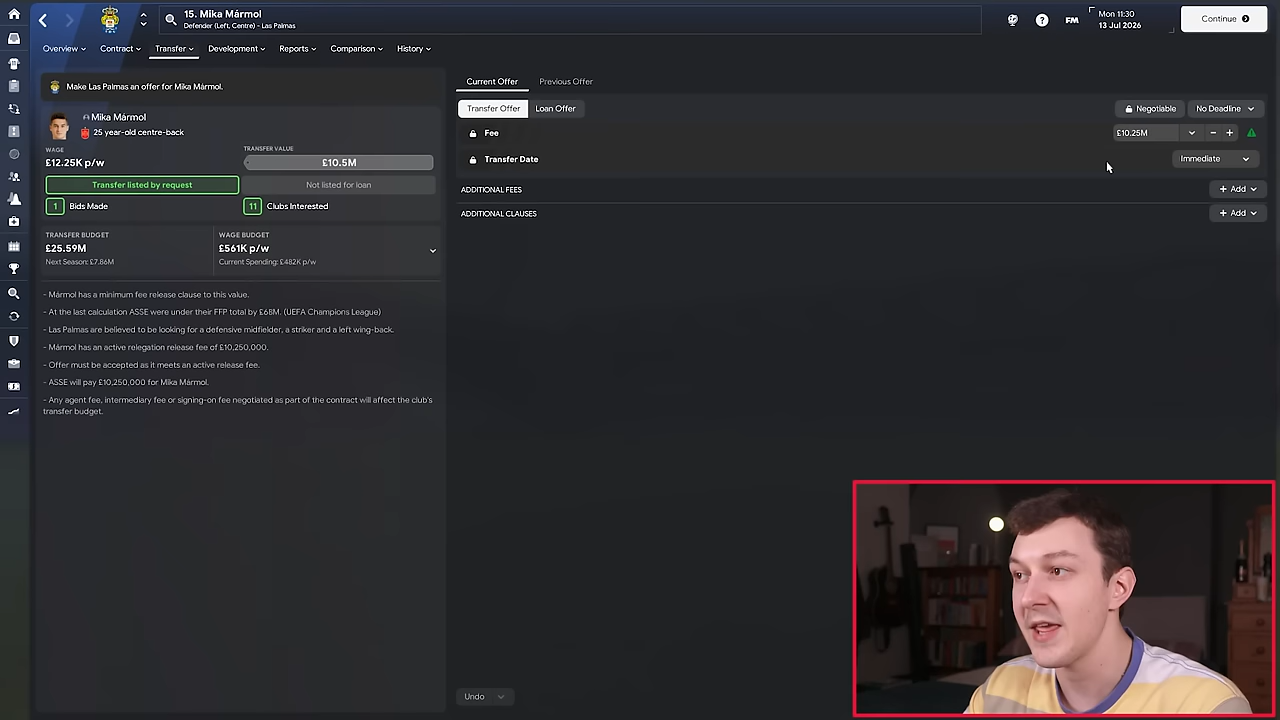 15. Mika Mármol
Defender (Left, Centre) - Las Palmas
FM
Mon 11:30
13 Jul 2026
Continue
Overview
Contract
Transfer
Development
Reports
Comparison
History
Make Las Palmas an offer for Mika Mármol.
Mika Mármol
25 year-old centre-back
WAGE
£12.25K p/w
TRANSFER VALUE
£10.5M
Transfer listed by request
Not listed for loan
1 Bids Made
11 Clubs Interested
TRANSFER BUDGET
£25.59M
Next Season: £7.86M
WAGE BUDGET
£561K p/w
Current Spending: £482K p/w
- Mármol has a minimum fee release clause to this value.
- At the last calculation ASSE were under their FFP total by £68M. (UEFA Champions League)
- Las Palmas are believed to be looking for a defensive midfielder, a striker and a left wing-back.
- Mármol has an active relegation release fee of £10,250,000.
- Offer must be accepted as it meets an active release fee.
- ASSE will pay £10,250,000 for Mika Mármol.
- Any agent fee, intermediary fee or signing-on fee negotiated as part of the contract will affect the club's
transfer budget.
Current Offer
Previous Offer
Transfer Offer
Loan Offer
Negotiable
No Deadline
Fee
£10.25M
Transfer Date
Immediate
ADDITIONAL FEES
+ Add
ADDITIONAL CLAUSES
+ Add
Undo